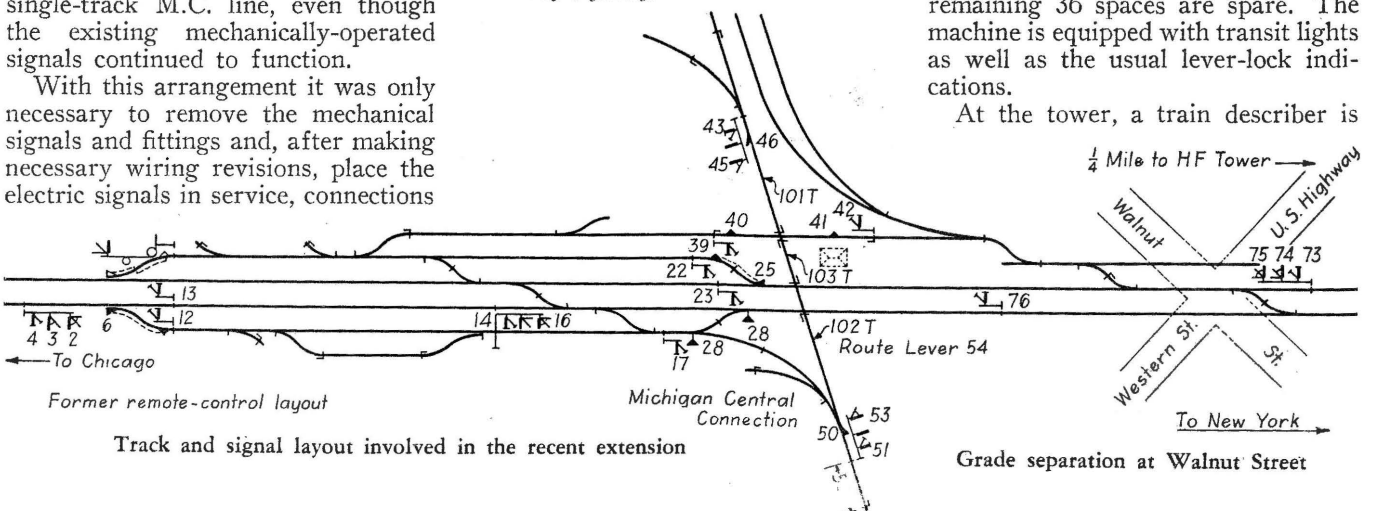 single-track M.C. line, even though
the existing mechanically-operated
signals continued to function.
With this arrangement it was only
necessary to remove the mechanical
signals and fittings and, after making
necessary wiring revisions, place the
electric signals in service, connections
remaining 36 spaces are spare. The
machine is equipped with transit lights
as well as the usual lever-lock indi-
cations.
At the tower, a train describer is
¼ Mile to HF Tower
43
46
45
101T
40
41
42
39
22
25
103T
23
28
28
102T
Route Lever 54
76
Walnut
U.S. Highway
75 74 73
Western St.
St.
13
12
6
4 3 2
14
16
17
To Chicago
Former remote-control layout
Michigan Central
Connection
50
53
51
To New York
Track and signal layout involved in the recent extension
Grade separation at Walnut Street